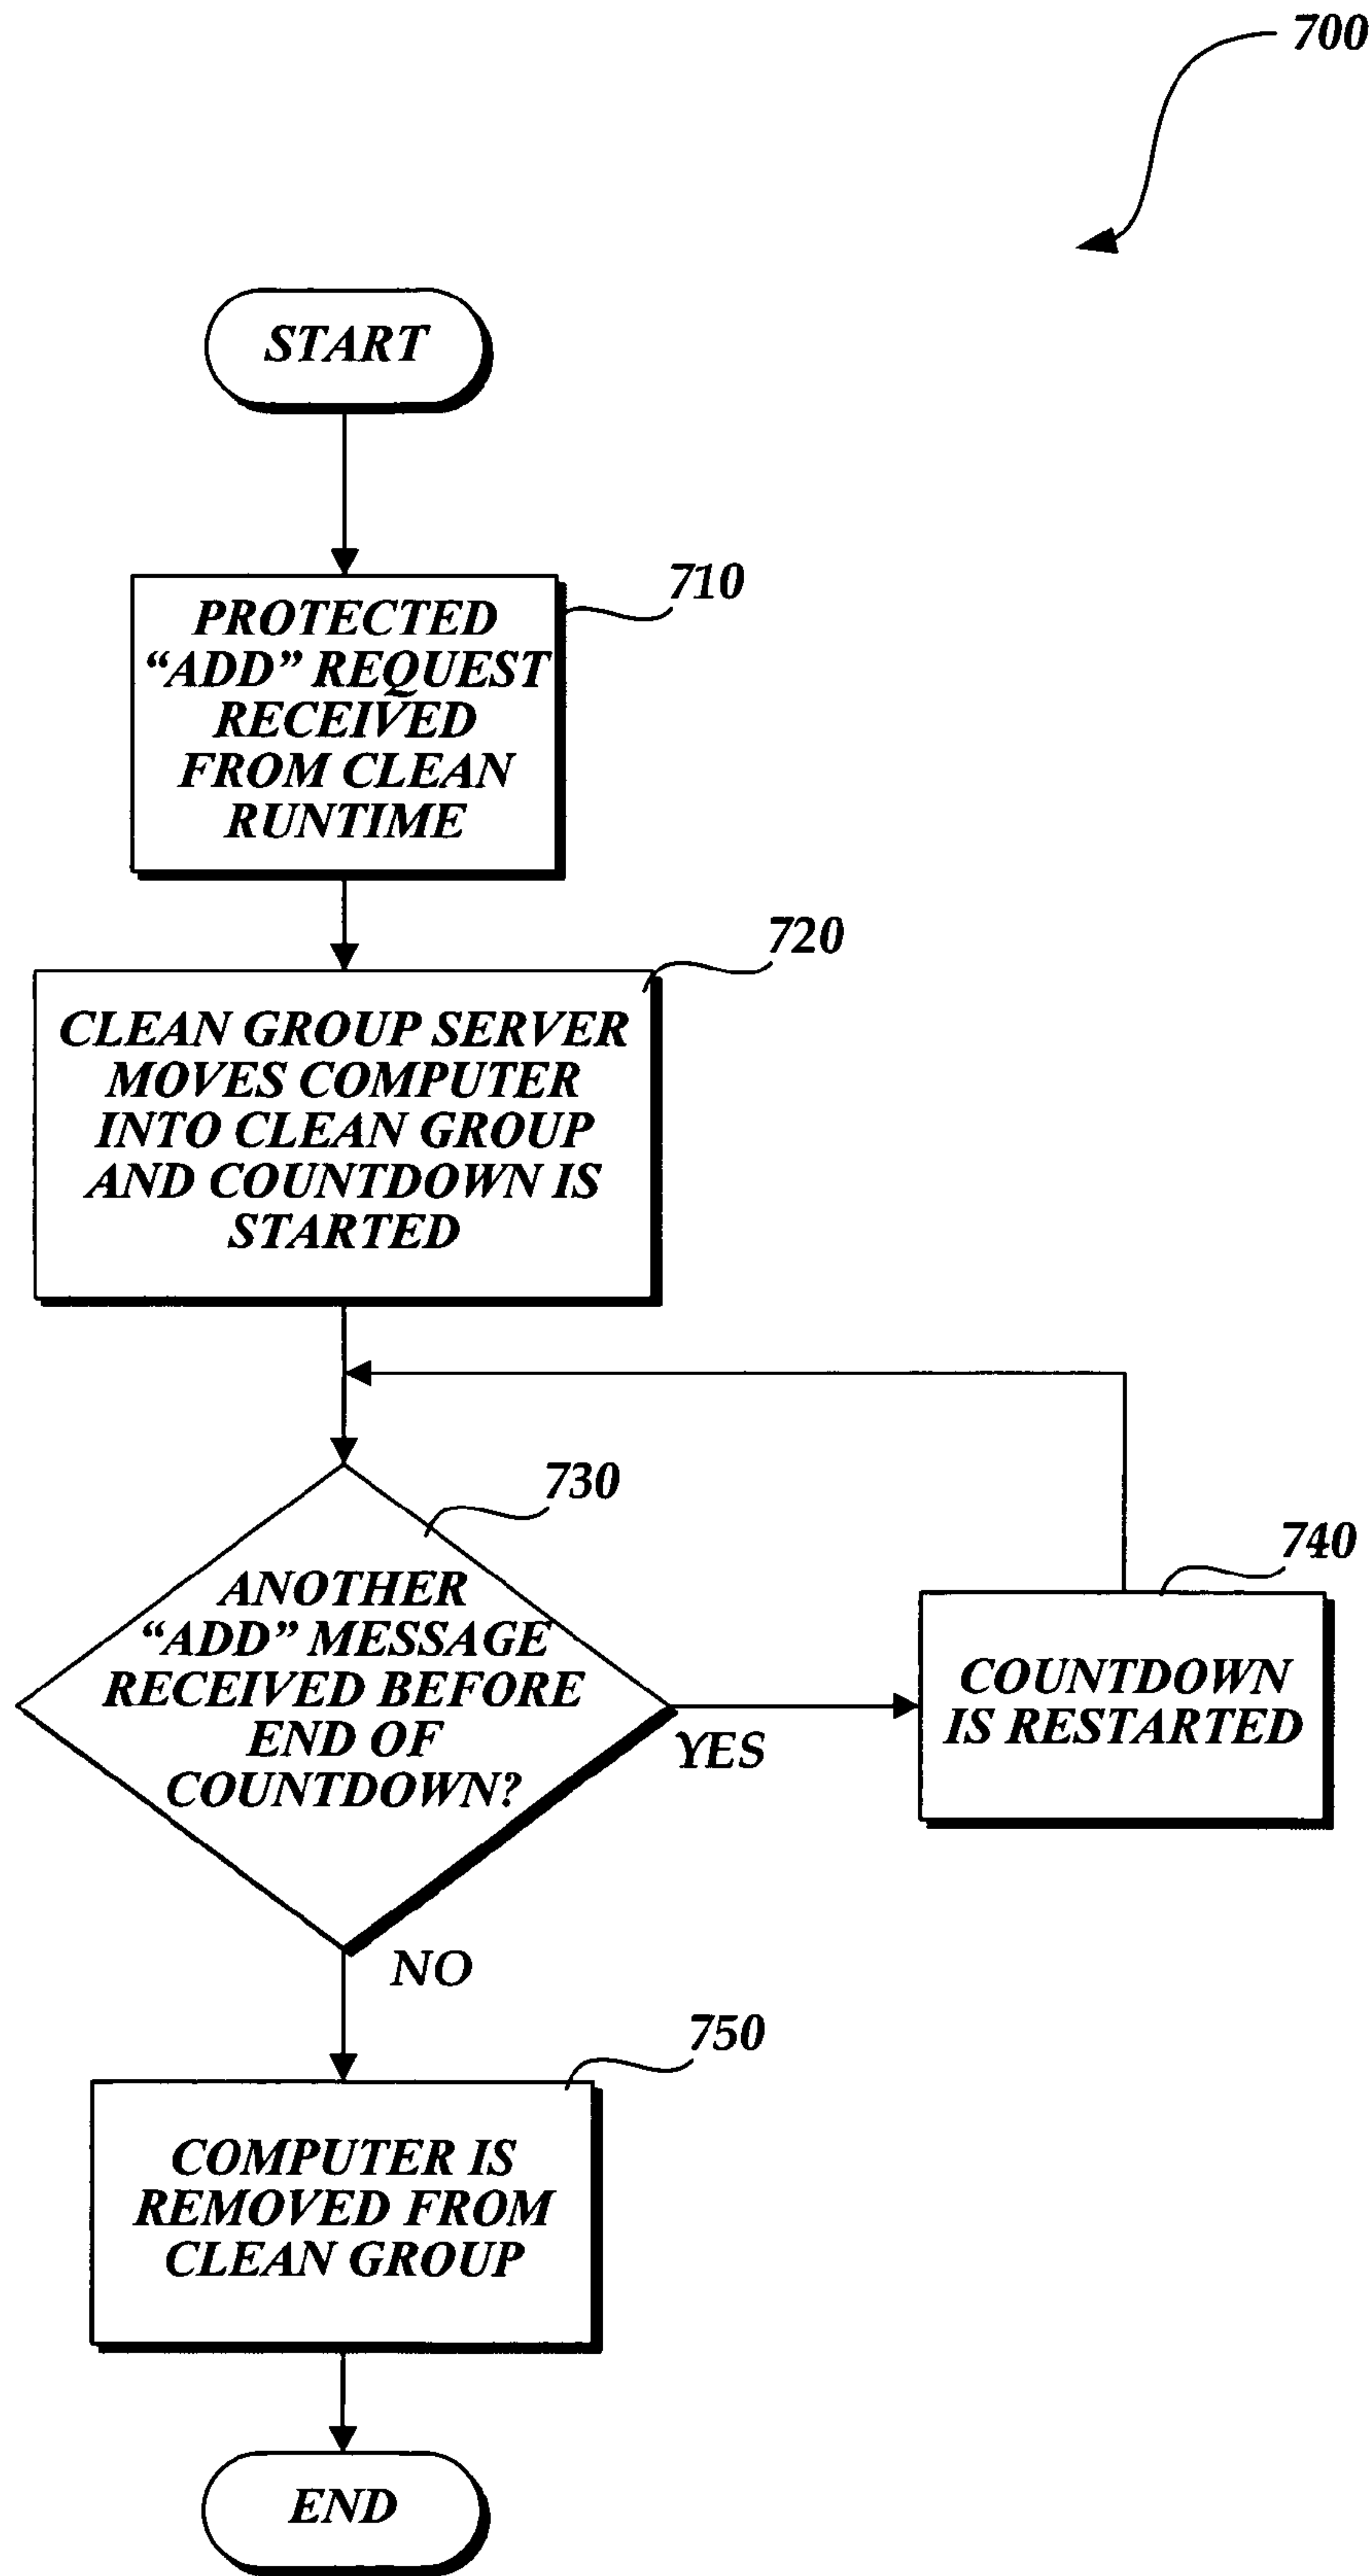 700
START
710
PROTECTED
“ADD” REQUEST
RECEIVED
FROM CLEAN
RUNTIME
720
CLEAN GROUP SERVER
MOVES COMPUTER
INTO CLEAN GROUP
AND COUNTDOWN IS
STARTED
730
ANOTHER
“ADD” MESSAGE
RECEIVED BEFORE
END OF
COUNTDOWN?
YES
740
COUNTDOWN
IS RESTARTED
NO
750
COMPUTER IS
REMOVED FROM
CLEAN GROUP
END